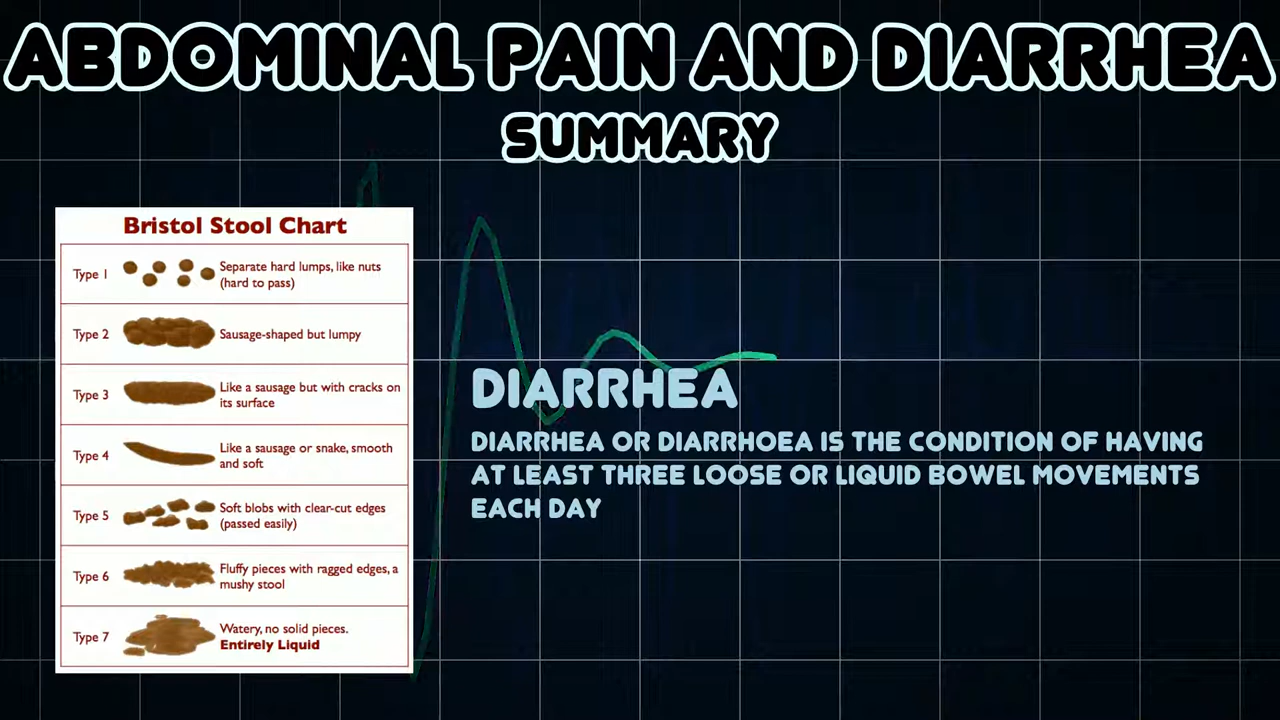 ABDOMINAL PAIN AND DIARRHEA
SUMMARY
Bristol Stool Chart
Type 1
Separate hard lumps, like nuts
(hard to pass)
Type 2
Sausage-shaped but lumpy
Type 3
Like a sausage but with cracks on
its surface
Type 4
Like a sausage or snake, smooth
and soft
Type 5
Soft blobs with clear-cut edges
(passed easily)
Type 6
Fluffy pieces with ragged edges, a
mushy stool
Type 7
Watery, no solid pieces.
Entirely Liquid
DIARRHEA
DIARRHEA OR DIARRHOEA IS THE CONDITION OF HAVING
AT LEAST THREE LOOSE OR LIQUID BOWEL MOVEMENTS
EACH DAY